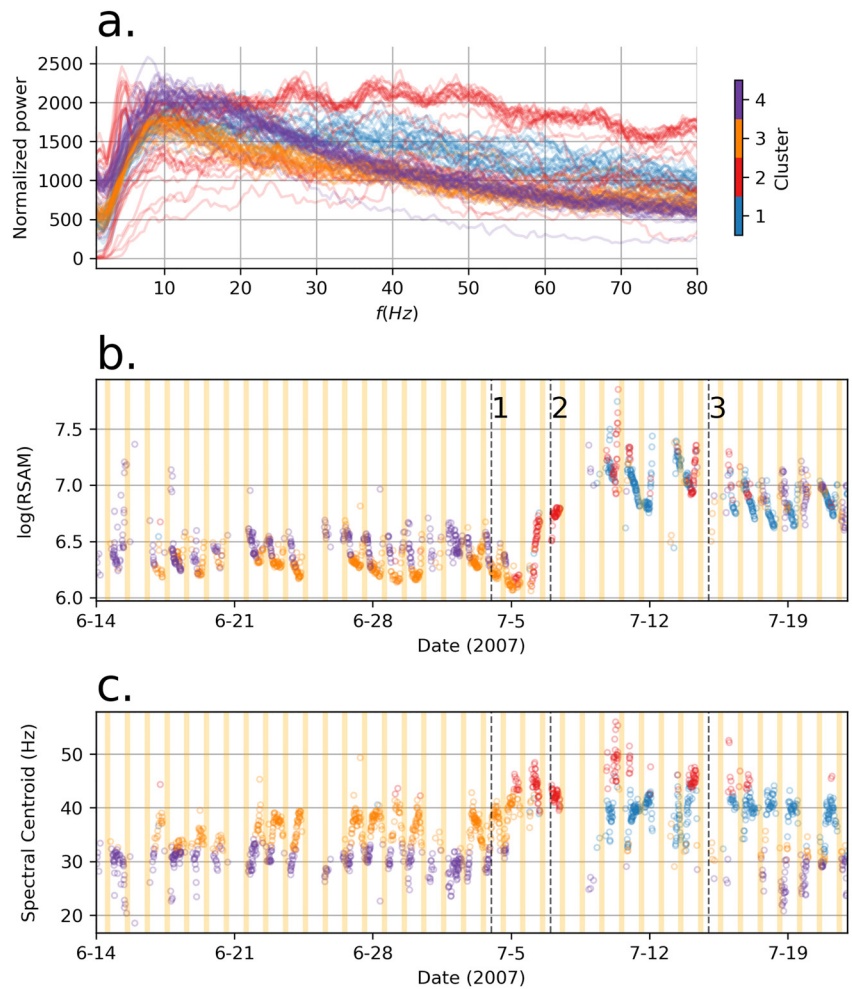 a.
2500
2000
1500
1000
500
0
Normalized power
10 20 30 40 50 60 70 80
f(Hz)
4
3
2
1
Cluster
b.
7.5
7.0
6.5
6.0
log(RSAM)
1 2 3
6-14 6-21 6-28 7-5 7-12 7-19
Date (2007)
c.
50
40
30
20
Spectral Centroid (Hz)
6-14 6-21 6-28 7-5 7-12 7-19
Date (2007)